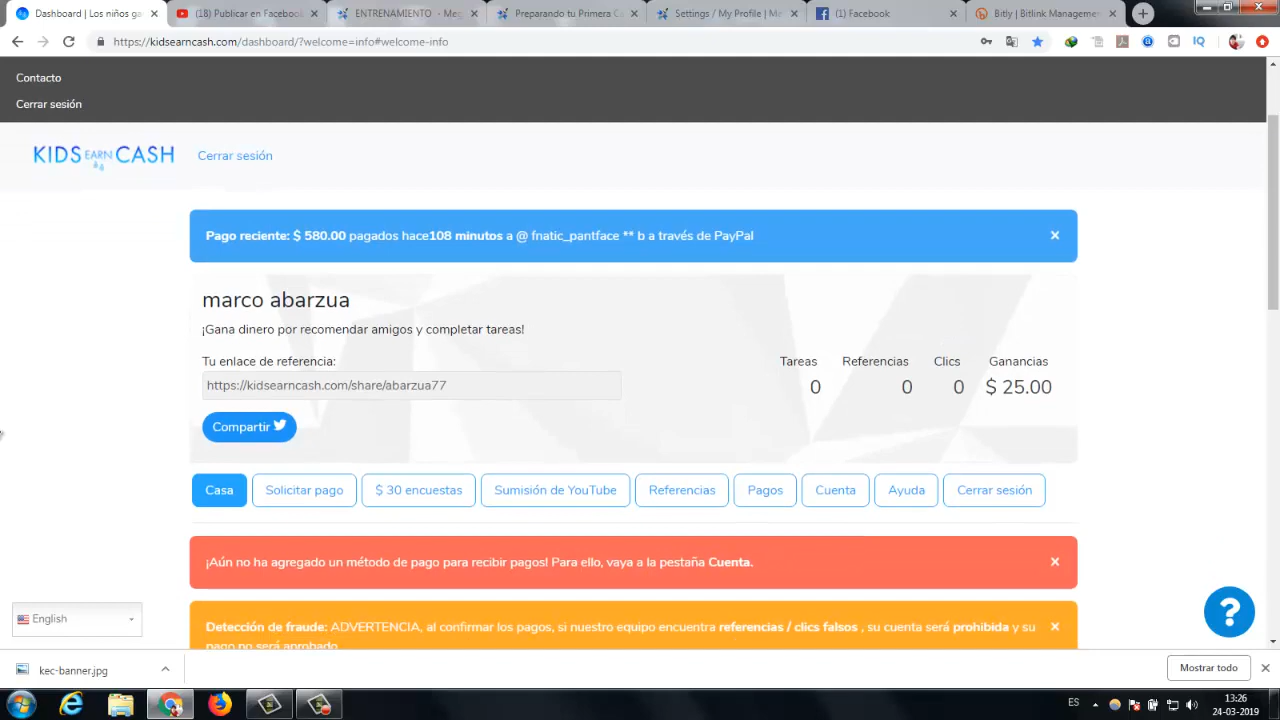 Dashboard | Los niños ga
(18) Publicar en Facebook
ENTRENAMIENTO - Meg
Preparando tu Primera C
Settings / My Profile | Ma
(1) Facebook
Bitly | Bitlink Managemen
https://kidsearncash.com/dashboard/?welcome=info#welcome-info
Contacto
Cerrar sesión
KIDS EARN CASH
Cerrar sesión
Pago reciente: $ 580.00 pagados hace108 minutos a @ fnatic_pantface ** b a través de PayPal
marco abarzua
¡Gana dinero por recomendar amigos y completar tareas!
Tu enlace de referencia:
Tareas Referencias Clics Ganancias
https://kidsearncash.com/share/abarzua77
0 0 0 $ 25.00
Compartir
Casa
Solicitar pago
$ 30 encuestas
Sumisión de YouTube
Referencias
Pagos
Cuenta
Ayuda
Cerrar sesión
¡Aún no ha agregado un método de pago para recibir pagos! Para ello, vaya a la pestaña Cuenta.
Detección de fraude: ADVERTENCIA, al confirmar los pagos, si nuestro equipo encuentra referencias / clics falsos , su cuenta será prohibida y su
pago no será aprobado
English
kec-banner.jpg
Mostrar todo
ES
13:26
24-03-2019